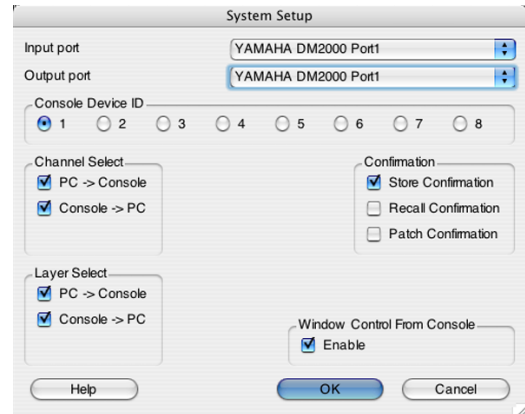 System Setup
Input port
YAMAHA DM2000 Port1
Output port
YAMAHA DM2000 Port1
Console Device ID
1 2 3 4 5 6 7 8
Channel Select
PC -> Console
Console -> PC
Confirmation
Store Confirmation
Recall Confirmation
Patch Confirmation
Layer Select
PC -> Console
Console -> PC
Window Control From Console
Enable
Help OK Cancel